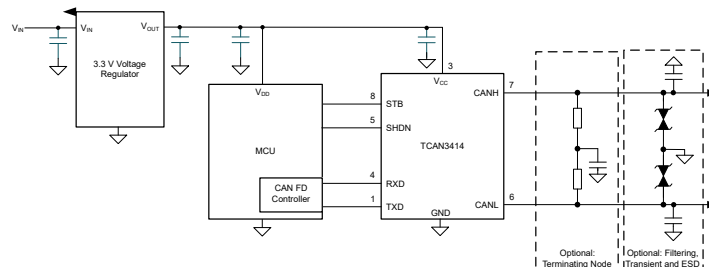 VIN
VIN
VOUT
3.3 V Voltage
Regulator
3
VDD
VCC
CANH
7
8
STB
5
SHDN
MCU
TCAN3414
4
RXD
CAN FD
Controller
1
TXD
GND
CANL
6
Optional:
Terminating Node
Optional: Filtering,
Transient and ESD